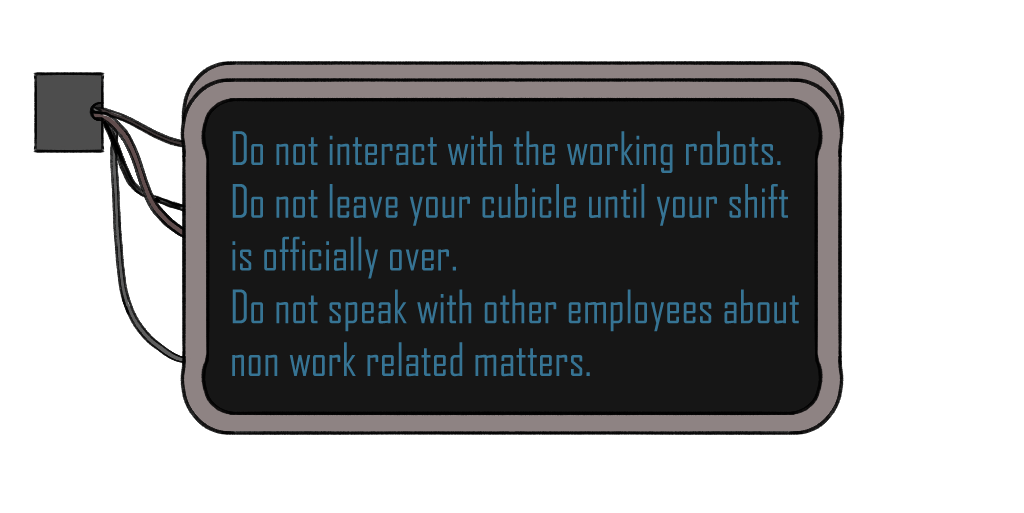 Do not interact with the working robots.
Do not leave your cubicle until your shift
is officially over.
Do not speak with other employees about
non work related matters.